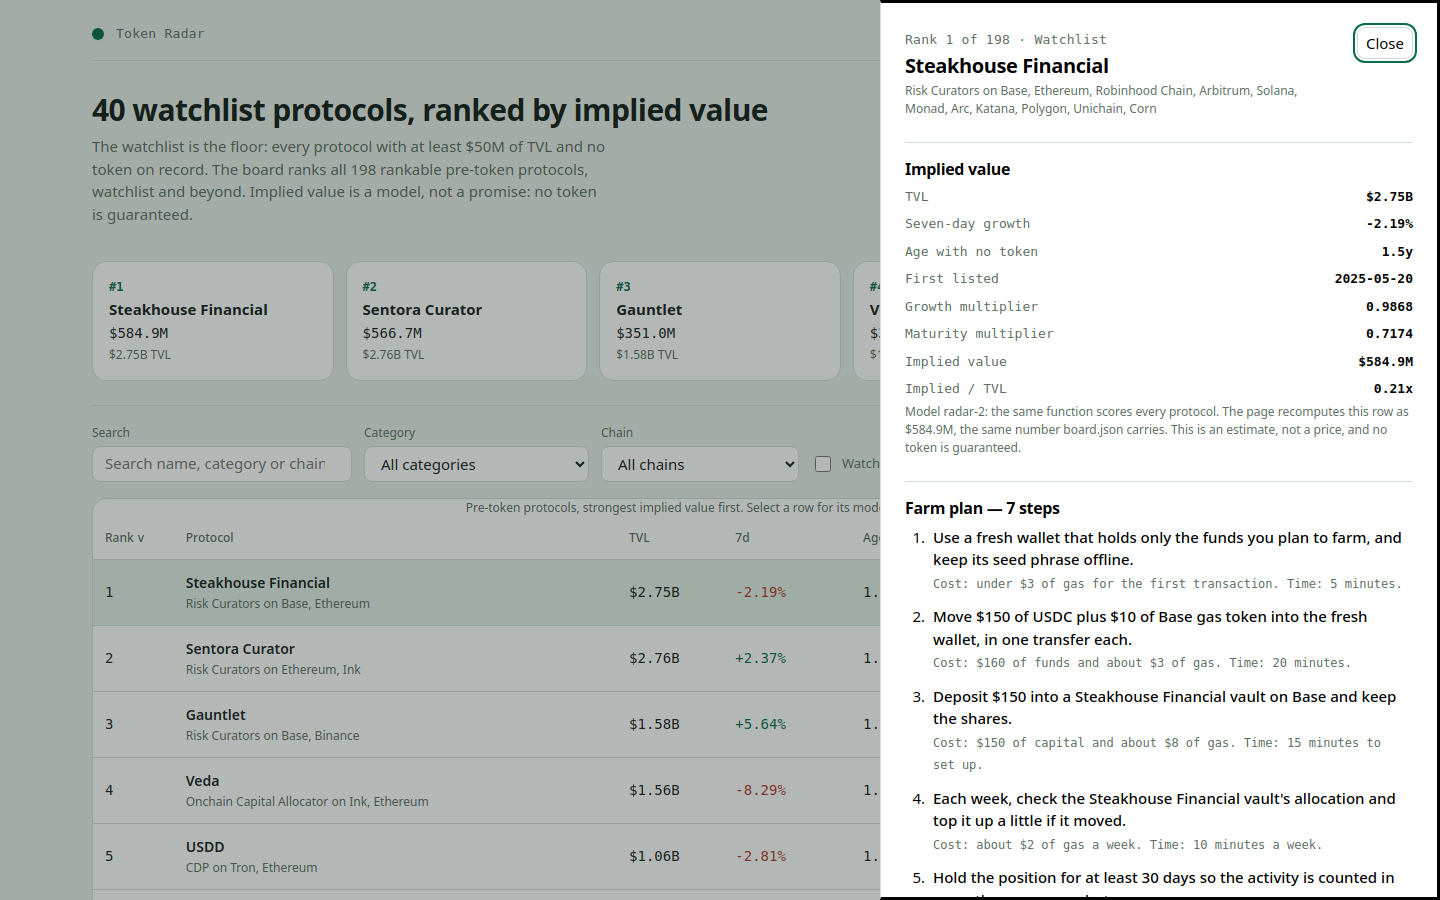 Token Radar
40 watchlist protocols, ranked by implied value
The watchlist is the floor: every protocol with at least $50M of TVL and no
token on record. The board ranks all 198 rankable pre-token protocols,
watchlist and beyond. Implied value is a model, not a promise: no token
is guaranteed.
#1
Steakhouse Financial
$584.9M
$2.75B TVL
#2
Sentora Curator
$566.7M
$2.76B TVL
#3
Gauntlet
$351.0M
$1.58B TVL
Search
Search name, category or chain
Category
All categories
Chain
All chains
Watch
Pre-token protocols, strongest implied value first. Select a row for its mod
Rank v Protocol TVL 7d Age
1 Steakhouse Financial $2.75B -2.19% 1.
Risk Curators on Base, Ethereum
2 Sentora Curator $2.76B +2.37% 1.
Risk Curators on Ethereum, Ink
3 Gauntlet $1.58B +5.64% 1.
Risk Curators on Base, Binance
4 Veda $1.56B -8.29% 1.
Onchain Capital Allocator on Ink, Ethereum
5 USDD $1.06B -2.81% 1.
CDP on Tron, Ethereum
Rank 1 of 198 · Watchlist
Close
Steakhouse Financial
Risk Curators on Base, Ethereum, Robinhood Chain, Arbitrum, Solana,
Monad, Arc, Katana, Polygon, Unichain, Corn
Implied value
TVL $2.75B
Seven-day growth -2.19%
Age with no token 1.5y
First listed 2025-05-20
Growth multiplier 0.9868
Maturity multiplier 0.7174
Implied value $584.9M
Implied / TVL 0.21x
Model radar-2: the same function scores every protocol. The page recomputes this row as
$584.9M, the same number board.json carries. This is an estimate, not a price, and no
token is guaranteed.
Farm plan — 7 steps
1. Use a fresh wallet that holds only the funds you plan to farm, and
keep its seed phrase offline.
Cost: under $3 of gas for the first transaction. Time: 5 minutes.
2. Move $150 of USDC plus $10 of Base gas token into the fresh
wallet, in one transfer each.
Cost: $160 of funds and about $3 of gas. Time: 20 minutes.
3. Deposit $150 into a Steakhouse Financial vault on Base and keep
the shares.
Cost: $150 of capital and about $8 of gas. Time: 15 minutes to
set up.
4. Each week, check the Steakhouse Financial vault's allocation and
top it up a little if it moved.
Cost: about $2 of gas a week. Time: 10 minutes a week.
5. Hold the position for at least 30 days so the activity is counted in